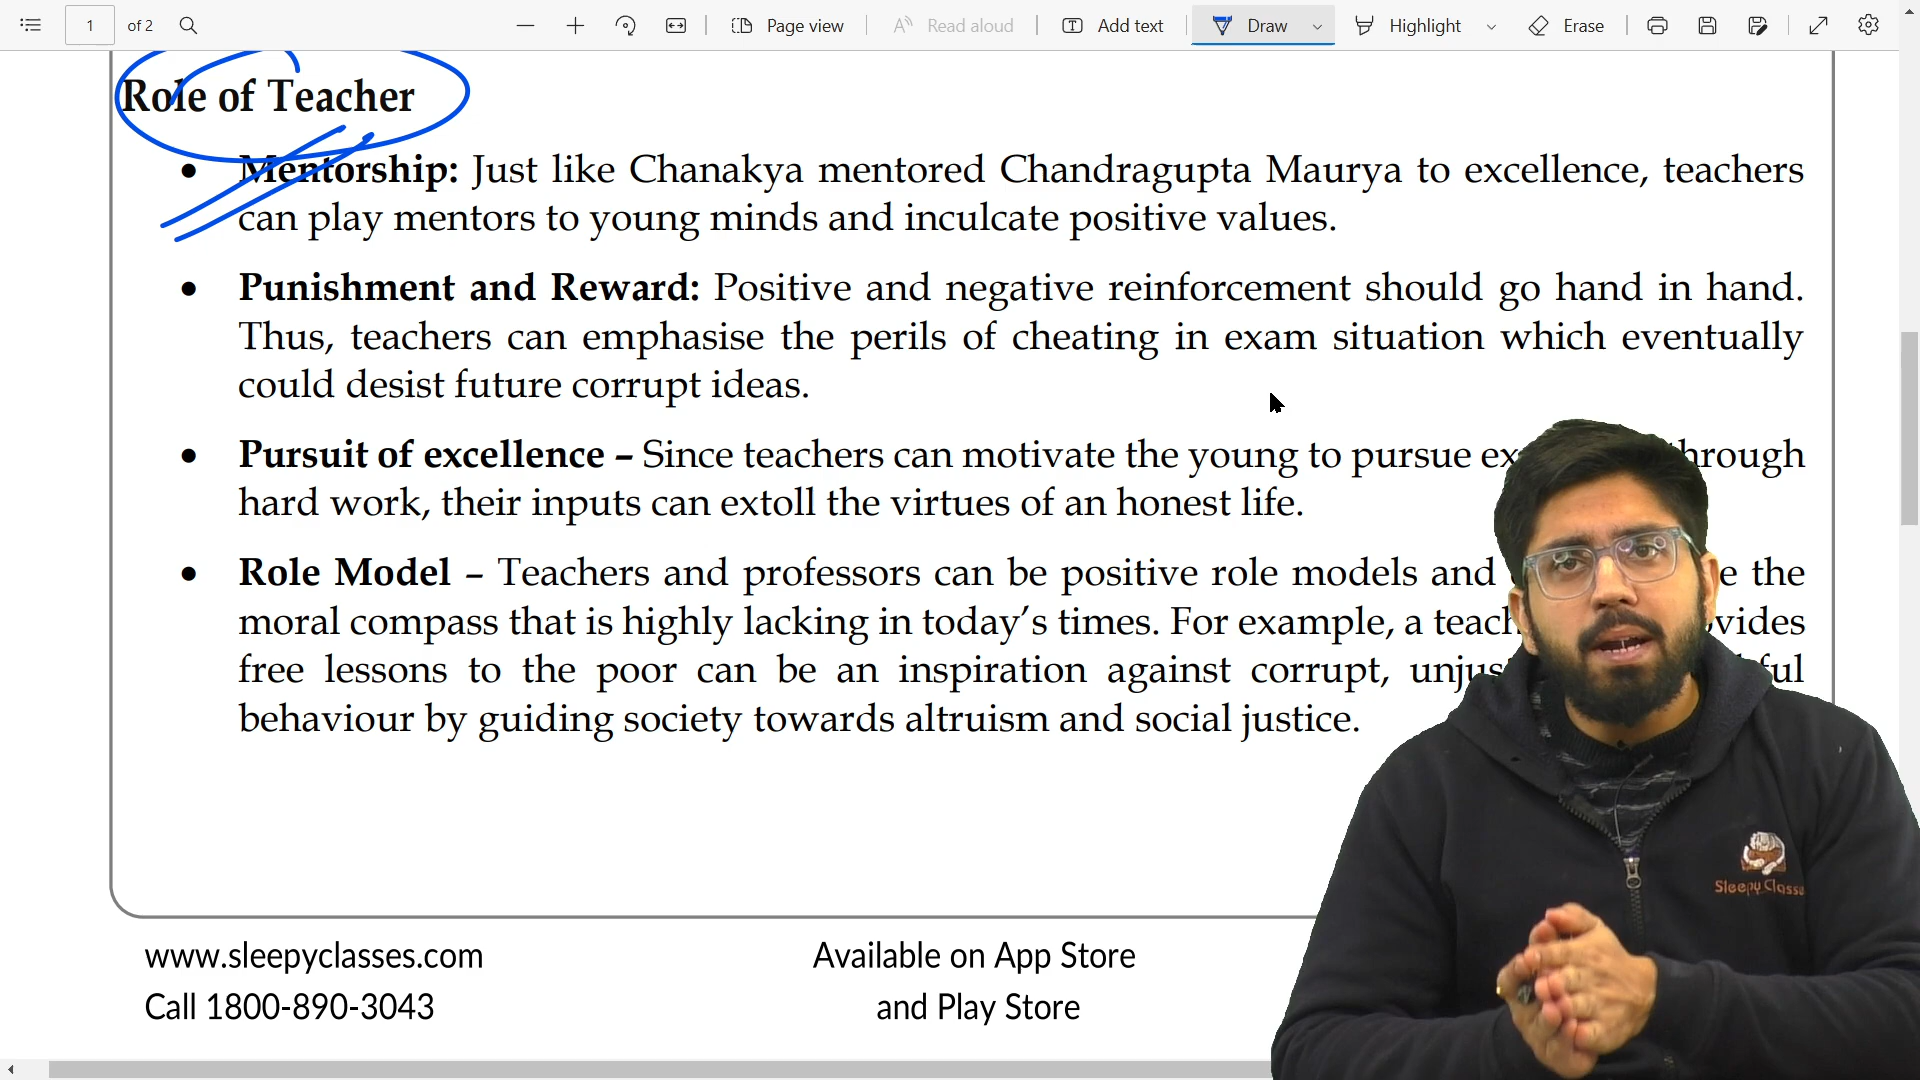 1 of 2 Page view Read aloud Add text Draw Highlight Erase
Role of Teacher
• Mentorship: Just like Chanakya mentored Chandragupta Maurya to excellence, teachers
can play mentors to young minds and inculcate positive values.
• Punishment and Reward: Positive and negative reinforcement should go hand in hand.
Thus, teachers can emphasise the perils of cheating in exam situation which eventually
could desist future corrupt ideas.
• Pursuit of excellence – Since teachers can motivate the young to pursue through
hard work, their inputs can extoll the virtues of an honest life.
• Role Model – Teachers and professors can be positive role models and the
moral compass that is highly lacking in today’s times. For example, a
free lessons to the poor can be an inspiration against corrupt,
behaviour by guiding society towards altruism and social justice.
www.sleepyclasses.com Available on App Store
Call 1800-890-3043 and Play Store
Sleepy Classes